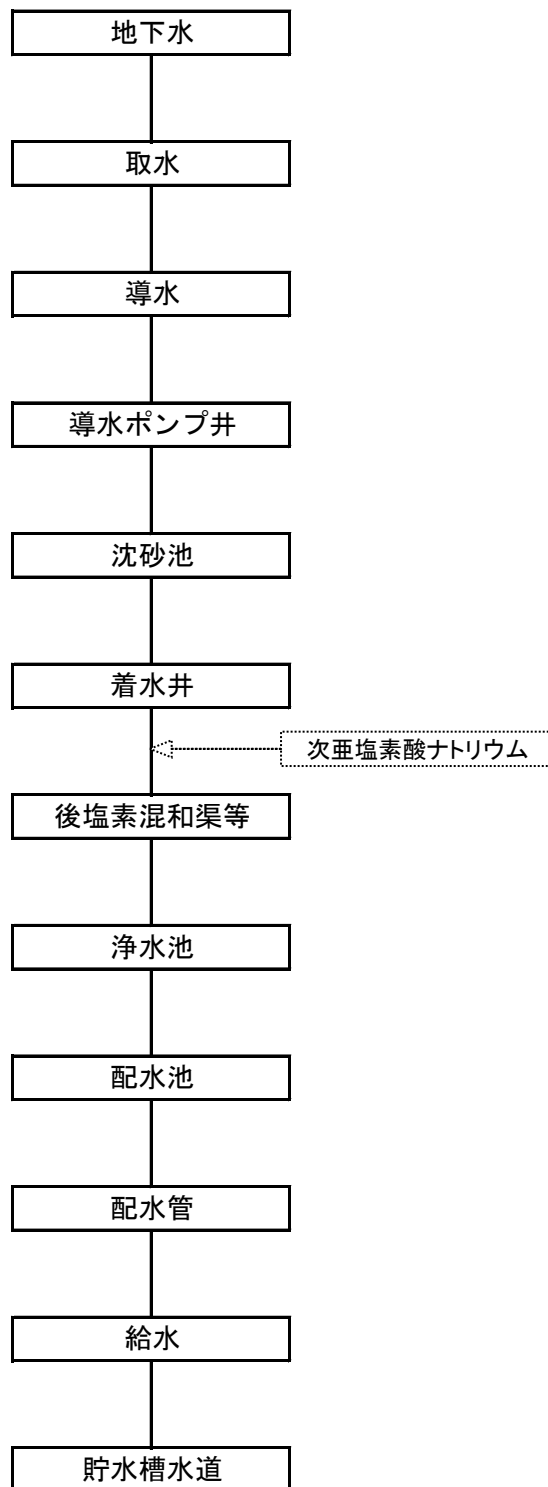 地下水
取水
導水
導水ポンプ井
沈砂池
着水井
次亜塩素酸ナトリウム
後塩素混和渠等
浄水池
配水池
配水管
給水
貯水槽水道